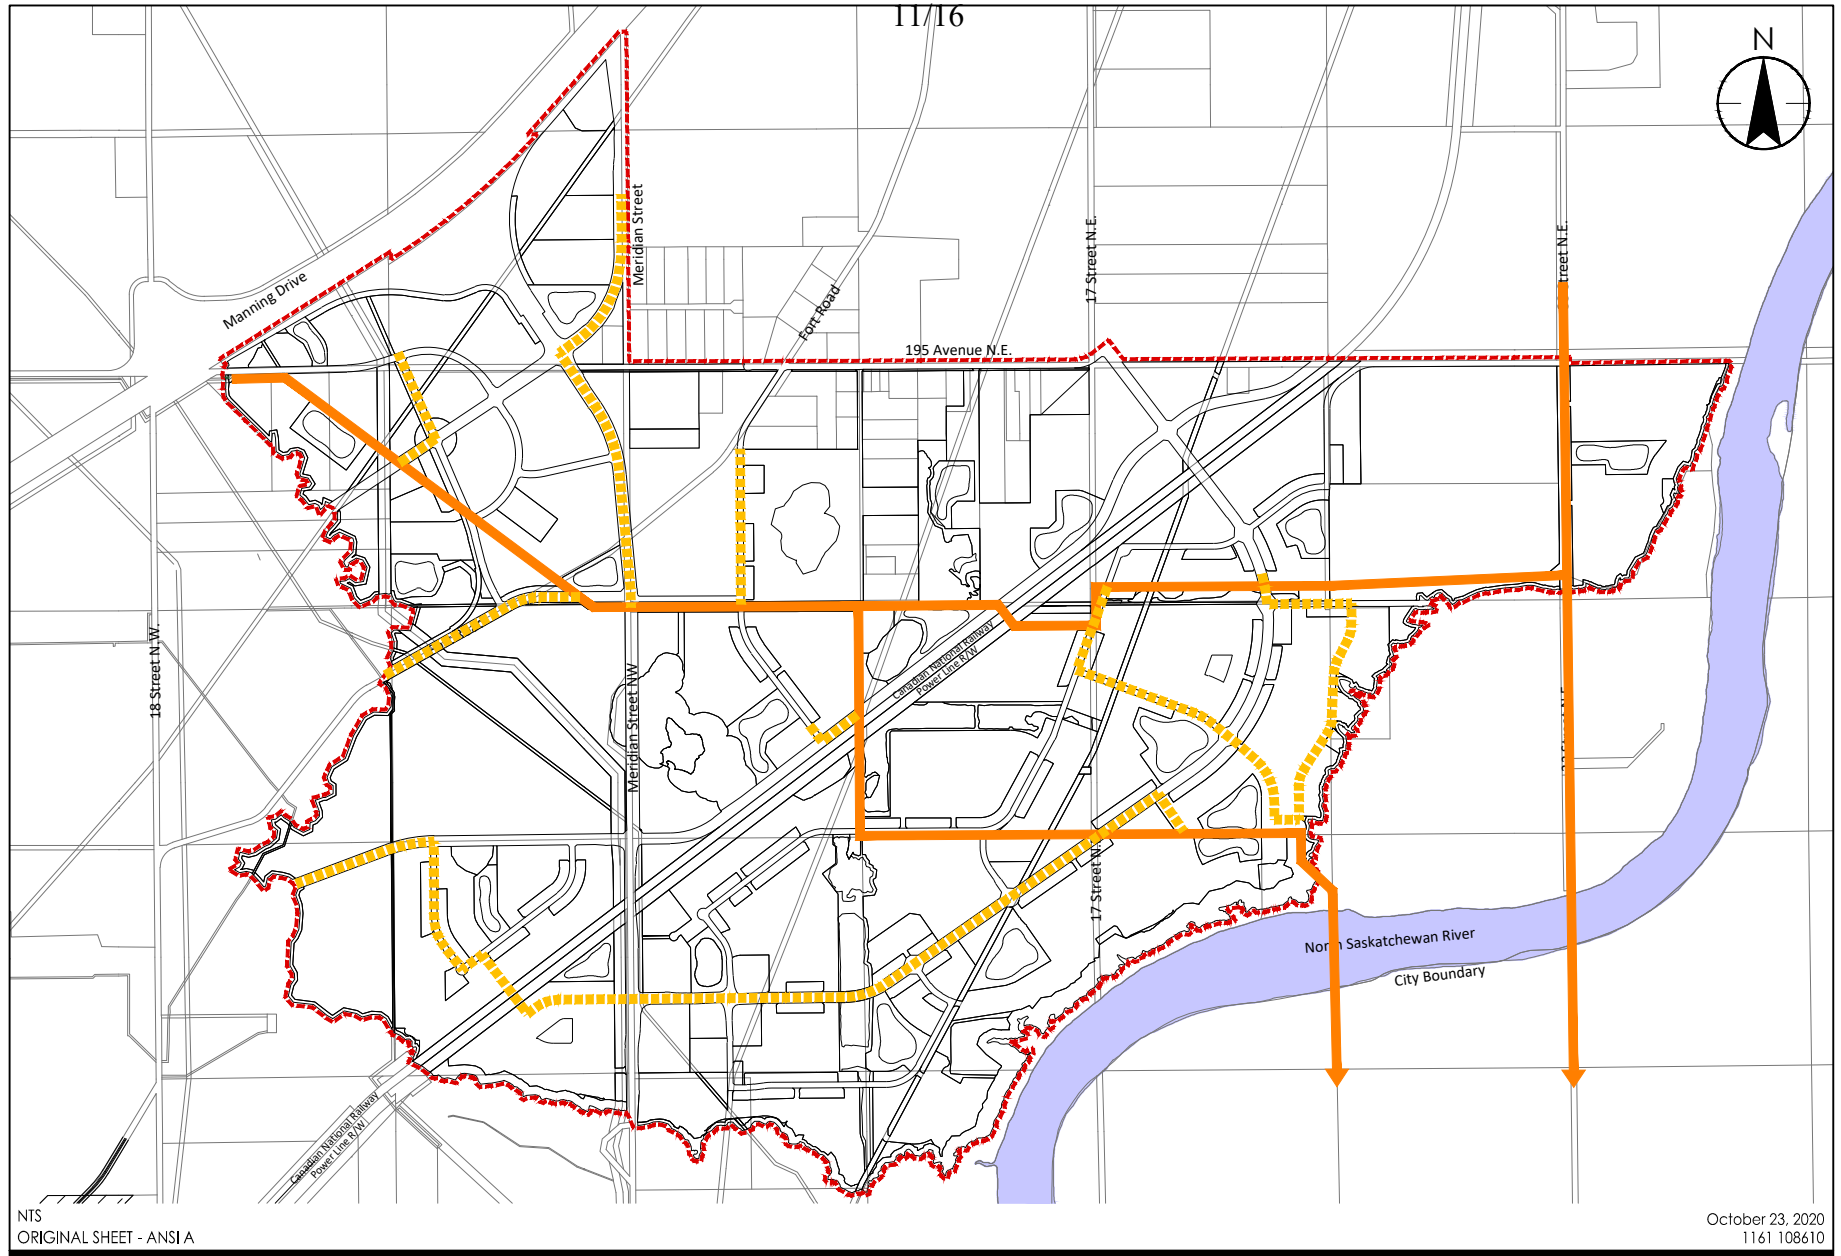 11/16
N
Manning Drive
Meridian Street
Fort Road
17 Street N.E.
treet N.E.
195 Avenue N.E.
18 Street N.W.
Meridian Street NW
Canadian National Railway
Power Line R/W
17 Street N.
North Saskatchewan River
City Boundary
Canadian National Railway
Power Line R/W
NTS
ORIGINAL SHEET - ANSI A
October 23, 2020
1161 108610